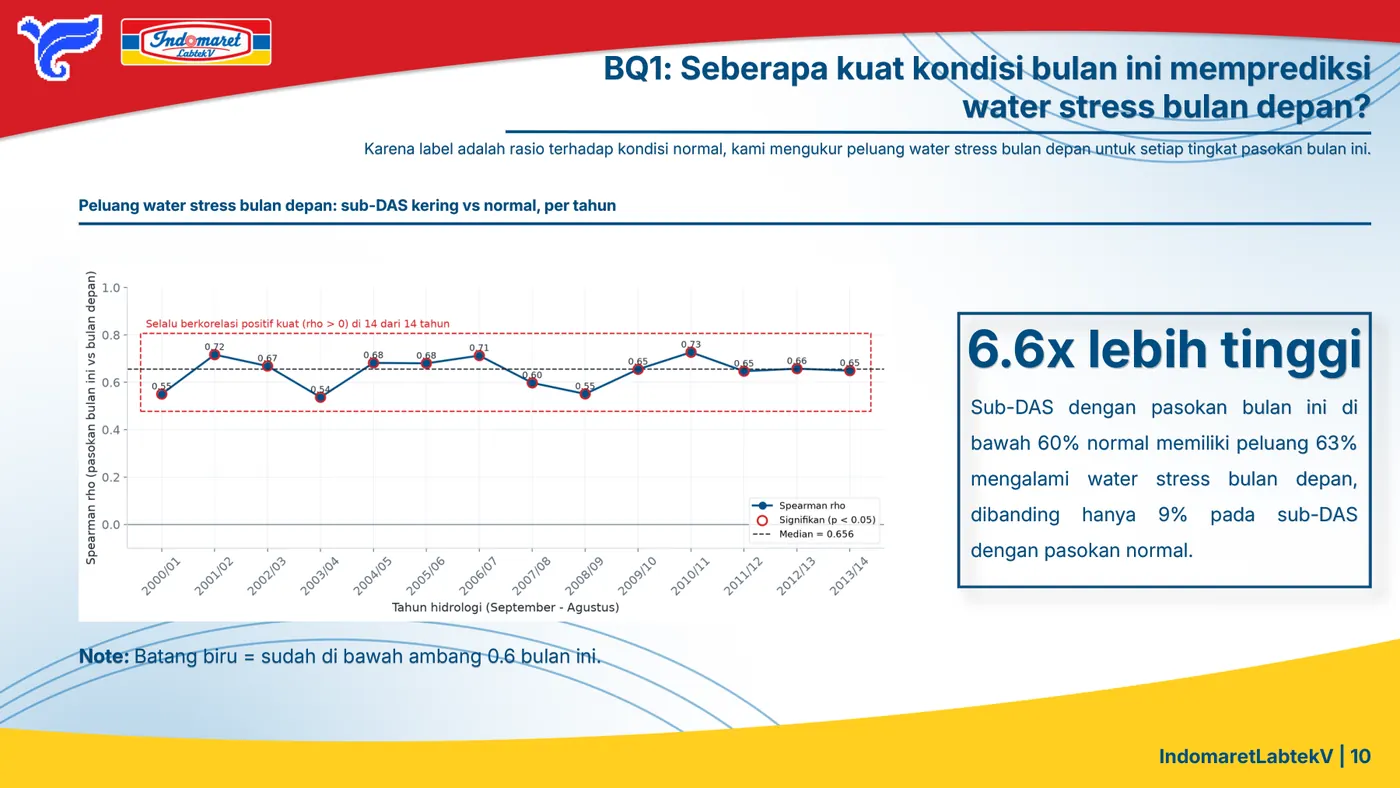 Indomaret
LabtekV
BQ1: Seberapa kuat kondisi bulan ini memprediksi
water stress bulan depan?
Karena label adalah rasio terhadap kondisi normal, kami mengukur peluang water stress bulan depan untuk setiap tingkat pasokan bulan ini.
Peluang water stress bulan depan: sub-DAS kering vs normal, per tahun
Spearman rho (pasokan bulan ini vs bulan depan)
1.0
0.8
0.6
0.4
0.2
0.0
Selalu berkorelasi positif kuat (rho > 0) di 14 dari 14 tahun
0.55
0.72
0.67
0.54
0.68
0.68
0.71
0.60
0.55
0.65
0.73
0.65
0.66
0.65
Spearman rho
Signifikan (p < 0.05)
Median = 0.656
2000/01
2001/02
2002/03
2003/04
2004/05
2005/06
2006/07
2007/08
2008/09
2009/10
2010/11
2011/12
2012/13
2013/14
Tahun hidrologi (September - Agustus)
6.6x lebih tinggi
Sub-DAS dengan pasokan bulan ini di
bawah 60% normal memiliki peluang 63%
mengalami water stress bulan depan,
dibanding hanya 9% pada sub-DAS
dengan pasokan normal.
Note: Batang biru = sudah di bawah ambang 0.6 bulan ini.
IndomaretLabtekV | 10